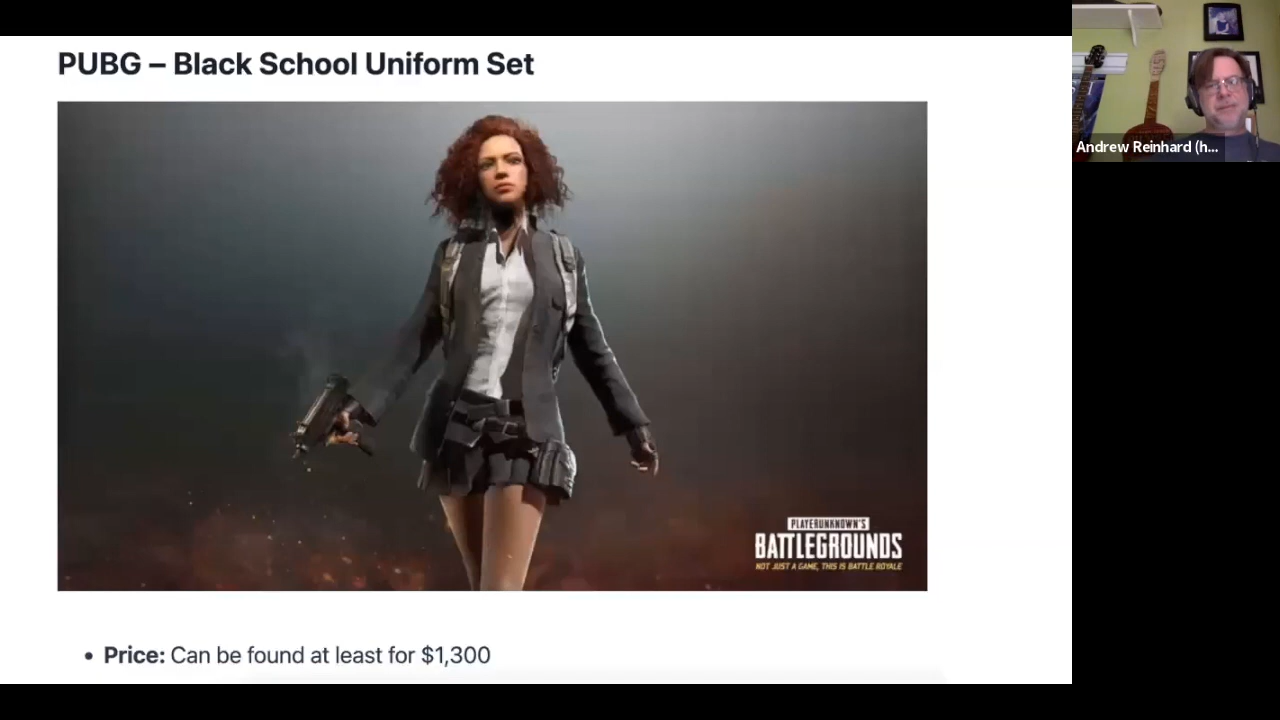 PUBG – Black School Uniform Set
Andrew Reinhard (h...
PLAYERUNKNOWN'S
BATTLEGROUNDS
NOT JUST A GAME, THIS IS BATTLE ROYALE
• Price: Can be found at least for $1,300